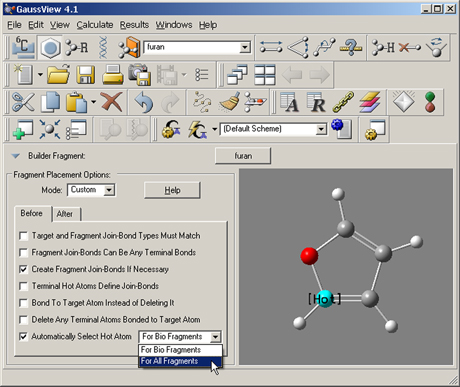 GaussView 4.1
File Edit View Calculate Results Windows Help
6C R furan H
A R
(Default Scheme)
Builder Fragment: furan
Fragment Placement Options:
Mode: Custom Help
Before After
Target and Fragment Join-Bond Types Must Match
Fragment Join-Bonds Can Be Any Terminal Bonds
Create Fragment Join-Bonds If Necessary
Terminal Hot Atoms Define Join-Bonds
Bond To Target Atom Instead of Deleting It
Delete Any Terminal Atoms Bonded to Target Atom
Automatically Select Hot Atom For Bio Fragments
For Bio Fragments
For All Fragments
[Hot]